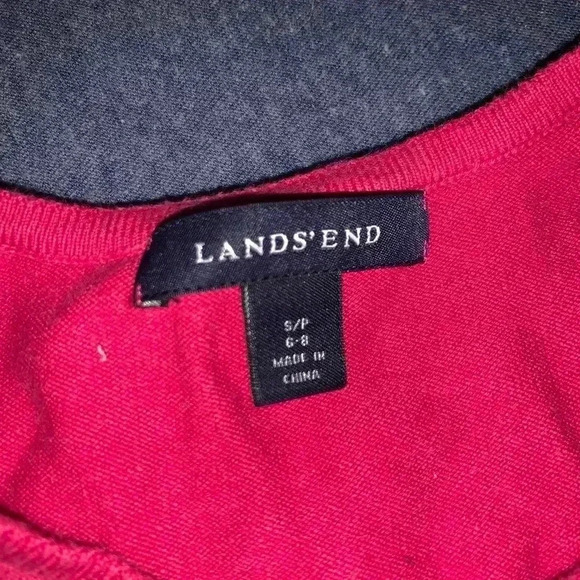 LANDS' END
S/P
6-8
MADE IN
CHINA